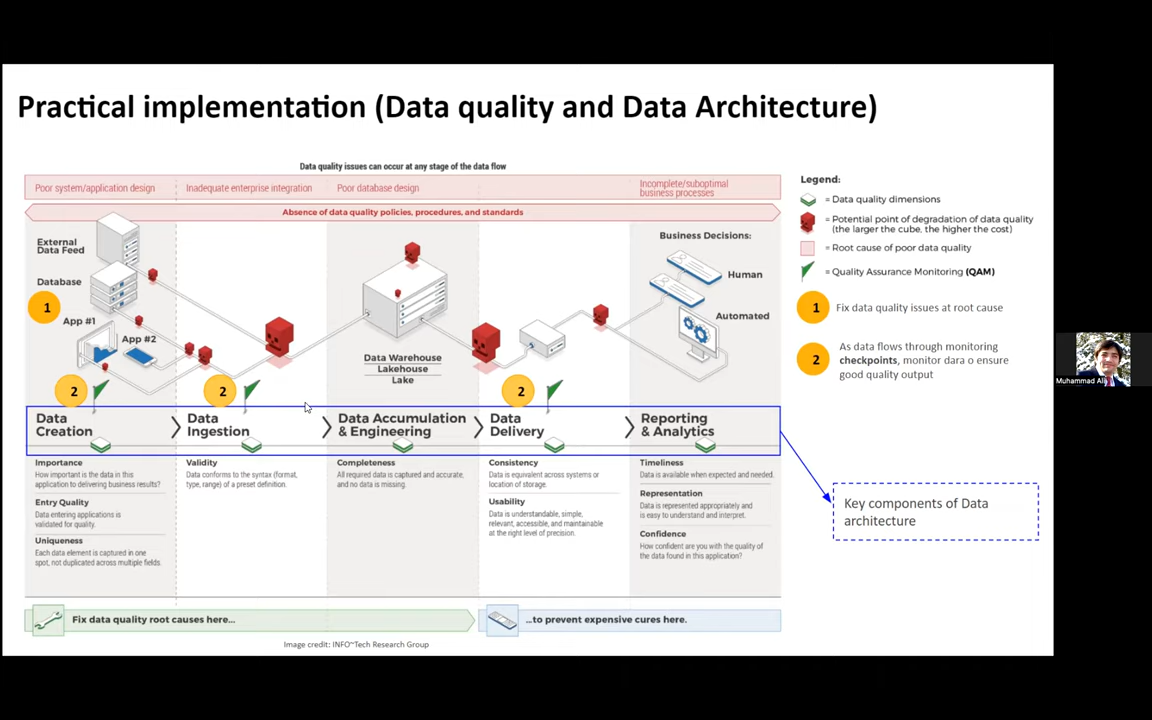 Practical implementation (Data quality and Data Architecture)
Data quality issues can occur at any stage of the data flow
Poor system/application design
Inadequate enterprise integration
Poor database design
Incomplete/suboptimal
business processes
Absence of data quality policies, procedures, and standards
External
Data Feed
Database
1
App #1
App #2
2
2
Data Warehouse
Lakehouse
Lake
2
Business Decisions:
Human
Automated
Data
Creation
Data
Ingestion
Data Accumulation
& Engineering
Data
Delivery
Reporting
& Analytics
Importance
How important is the data in this
application to delivering business results?
Entry Quality
Data entering applications is
validated for quality.
Uniqueness
Each data element is captured in one
spot, not duplicated across multiple fields.
Validity
Data conforms to the syntax (format,
type, range) of a preset definition.
Completeness
All required data is captured and accurate,
and no data is missing.
Consistency
Data is equivalent across systems or
location of storage.
Usability
Data is understandable, simple,
relevant, accessible, and maintainable
at the right level of precision.
Timeliness
Data is available when expected and needed.
Representation
Data is represented appropriately and
is easy to understand and interpret.
Confidence
How confident are you with the quality of
the data found in this application?
Fix data quality root causes here...
...to prevent expensive cures here.
Image credit: INFO~Tech Research Group
Legend:
= Data quality dimensions
= Potential point of degradation of data quality
(the larger the cube, the higher the cost)
= Root cause of poor data quality
= Quality Assurance Monitoring (QAM)
1
Fix data quality issues at root cause
2
As data flows through monitoring
checkpoints, monitor dara o ensure
good quality output
Key components of Data
architecture
Muhammad Ali